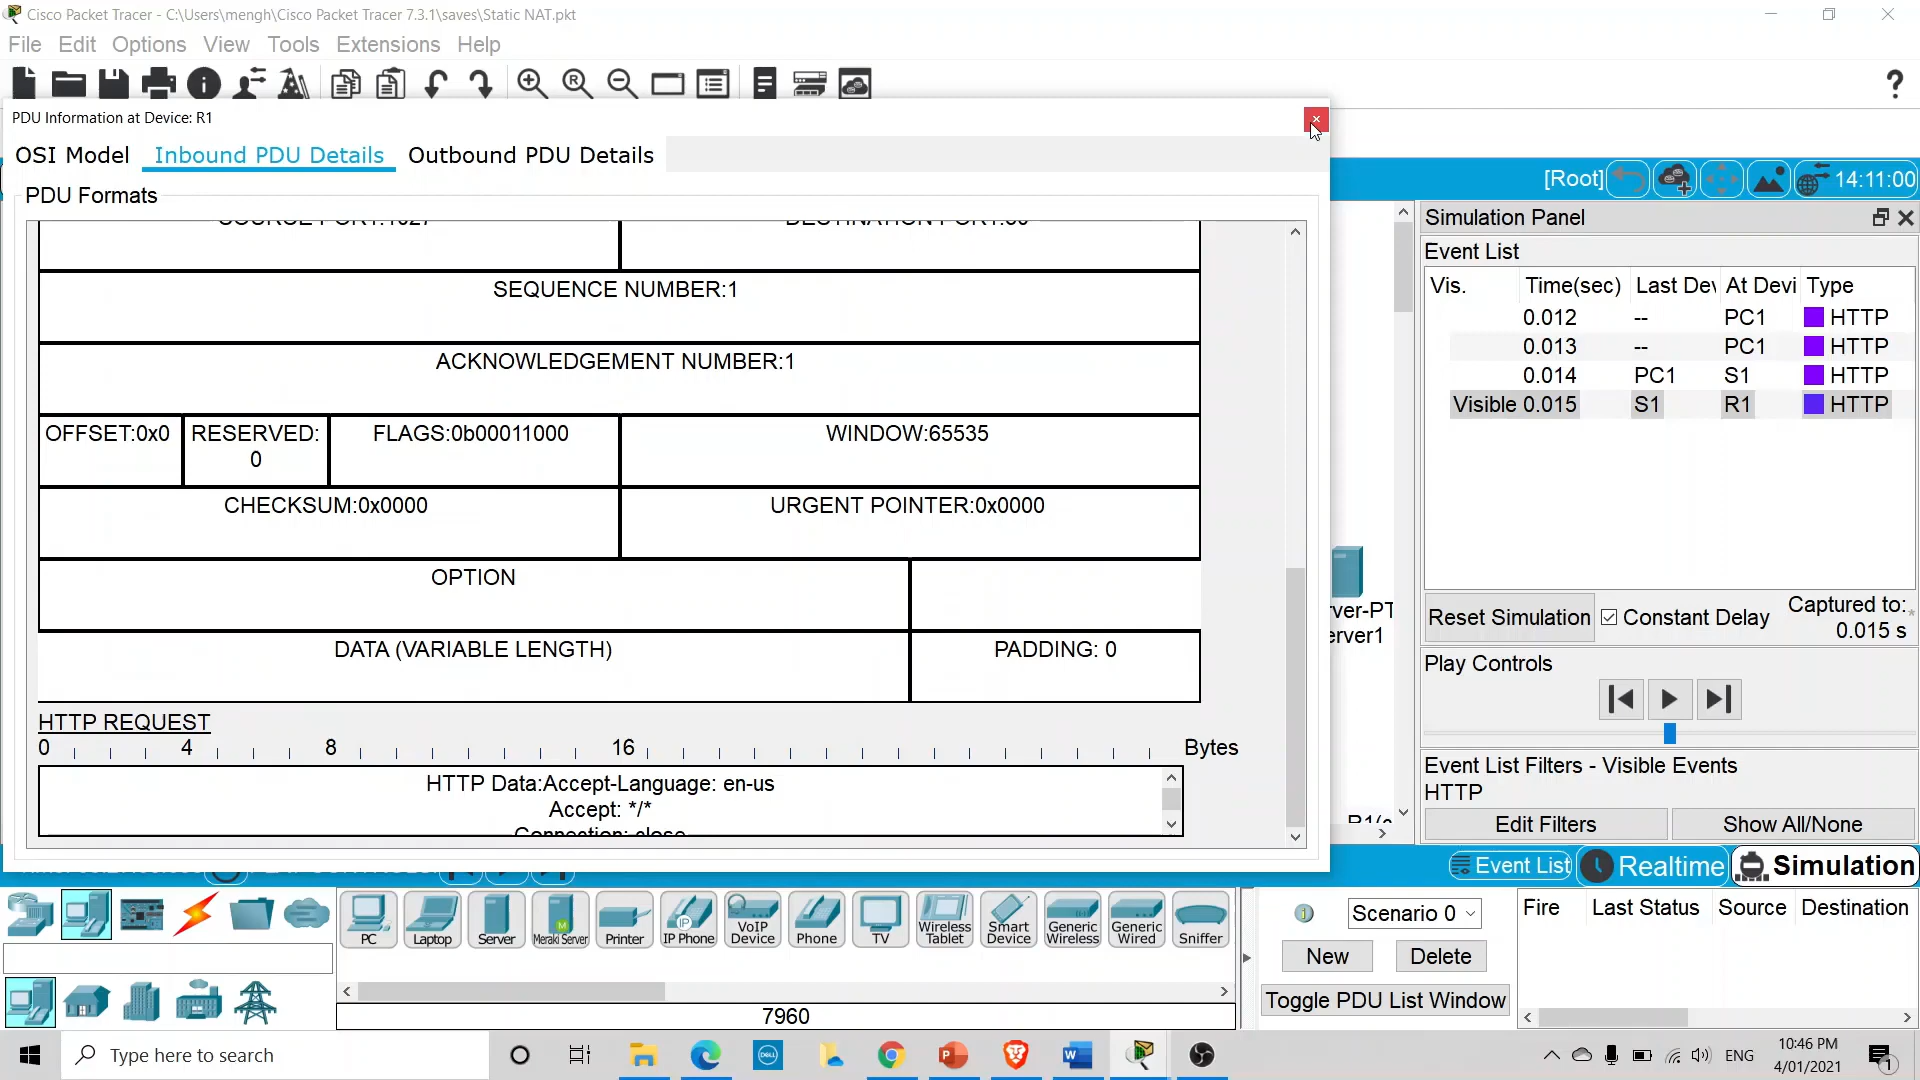 Cisco Packet Tracer - C:\Users\mengh\Cisco Packet Tracer 7.3.1\saves\Static NAT.pkt
File Edit Options View Tools Extensions Help
PDU Information at Device: R1
OSI Model Inbound PDU Details Outbound PDU Details
PDU Formats
SEQUENCE NUMBER:1
ACKNOWLEDGEMENT NUMBER:1
OFFSET:0x0 RESERVED: FLAGS:0b00011000 WINDOW:65535
0
CHECKSUM:0x0000 URGENT POINTER:0x0000
OPTION
DATA (VARIABLE LENGTH) PADDING: 0
HTTP REQUEST
0 4 8 16 Bytes
HTTP Data:Accept-Language: en-us
Accept: */*
Connection: close
[Root] 14:11:00
Simulation Panel
Event List
Vis. Time(sec) Last Dev At Devi Type
0.012 -- PC1 HTTP
0.013 -- PC1 HTTP
0.014 PC1 S1 HTTP
Visible 0.015 S1 R1 HTTP
Reset Simulation Constant Delay Captured to:
0.015 s
Play Controls
Event List Filters - Visible Events
HTTP
Edit Filters Show All/None
ver-PT
erver1
Event List Realtime Simulation
PC Laptop Server Meraki Server Printer IP Phone VoIP Device Phone TV Wireless Tablet Smart Device Generic Wireless Generic Wired Sniffer
7960
Scenario 0
New Delete
Toggle PDU List Window
Fire Last Status Source Destination
Type here to search
DELL
ENG
10:46 PM
4/01/2021
1